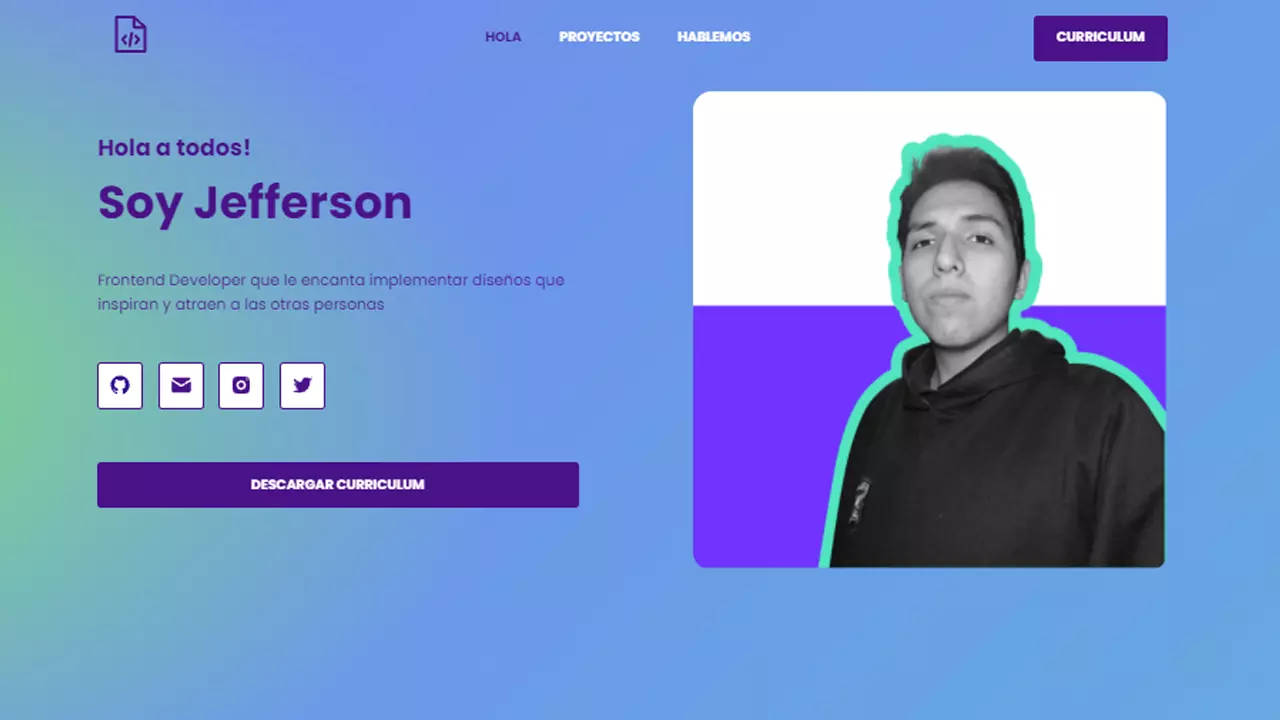 HOLA PROYECTOS HABLEMOS CURRICULUM
Hola a todos!
Soy Jefferson
Frontend Developer que le encanta implementar diseños que
inspiran y atraen a las otras personas
DESCARGAR CURRICULUM